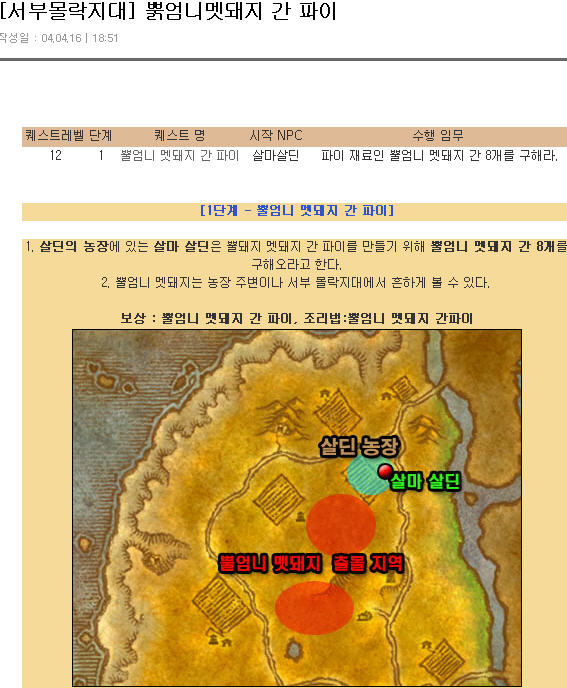 [서부몰락지대] 뿕엄니멧돼지 간 파이
작성일 : 04.04.16 | 18:51
퀘스트레벨 단계 퀘스트 명 시작 NPC 수행 임무
12 1 뿔엄니 멧돼지 간 파이 살마살딘 파이 재료인 뿔엄니 멧돼지 간 8개를 구해라.
[1단계 - 뿔엄니 멧돼지 간 파이]
1. 살딘의 농장에 있는 살마 살딘은 뿔돼지 멧돼지 간 파이를 만들기 위해 뿔엄니 멧돼지 간 8개를
구해오라고 한다.
2. 뿔엄니 멧돼지는 농장 주변이나 서부 몰락지대에서 흔하게 볼 수 있다.
보상 : 뿔엄니 멧돼지 간 파이, 조리법:뿔엄니 멧돼지 간파이
살딘 농장
살마 살딘
뿔엄니 멧돼지 출몰 지역